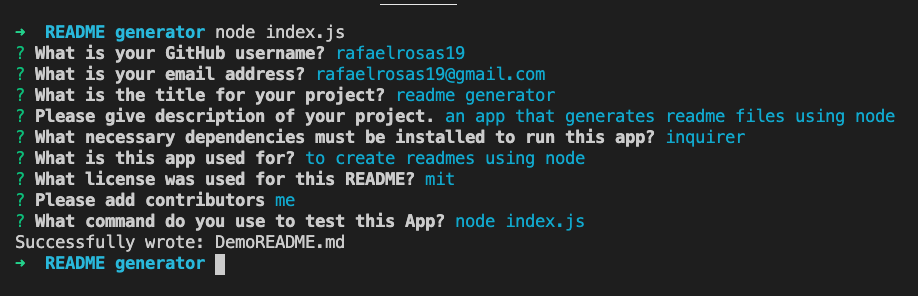 ➜ README generator node index.js
? What is your GitHub username? rafaelrosas19
? What is your email address? rafaelrosas19@gmail.com
? What is the title for your project? readme generator
? Please give description of your project. an app that generates readme files using node
? What necessary dependencies must be installed to run this app? inquirer
? What is this app used for? to create readmes using node
? What license was used for this README? mit
? Please add contributors me
? What command do you use to test this App? node index.js
Successfully wrote: DemoREADME.md
➜ README generator